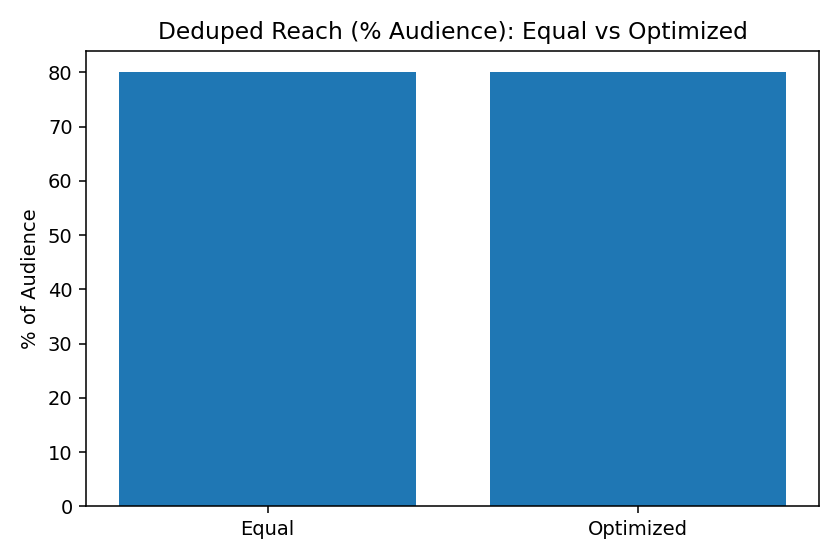 Deduped Reach (% Audience): Equal vs Optimized
% of Audience
80
70
60
50
40
30
20
10
0
Equal
Optimized